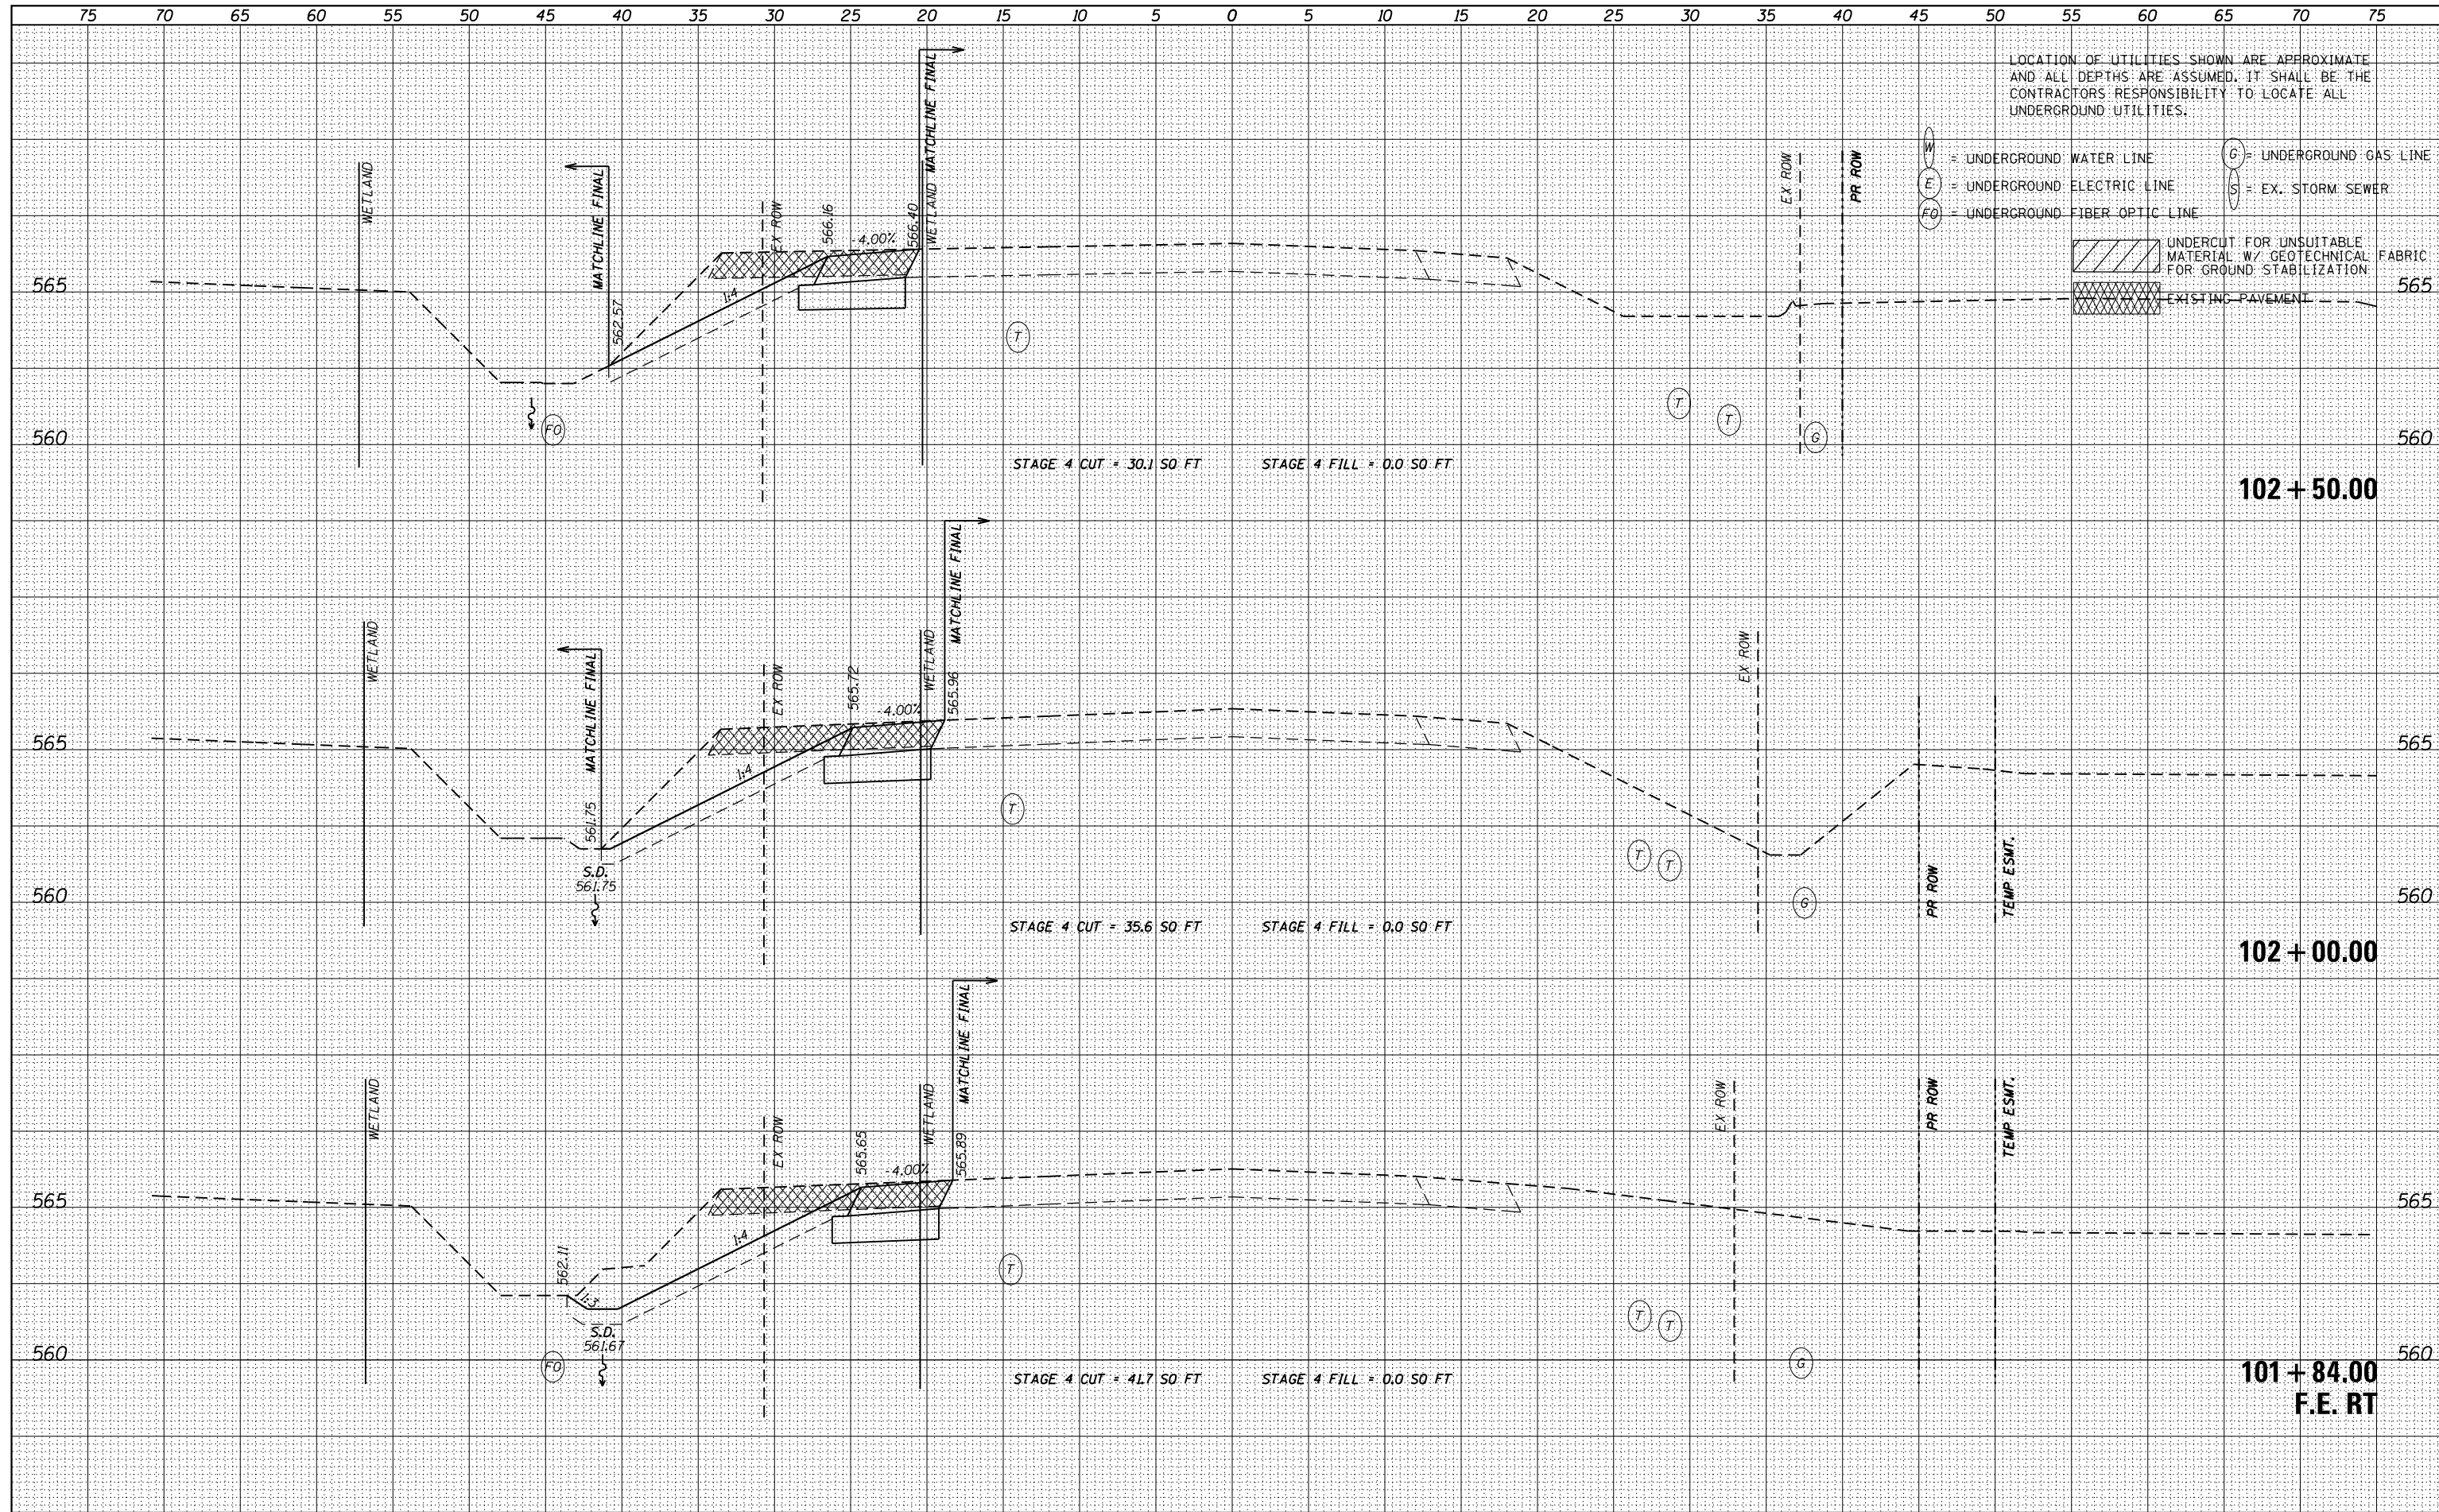 75 70 65 60 55 50 45 40 35 30 25 20 15 10 5 0 5 10 15 20 25 30 35 40 45 50 55 60 65 70 75
LOCATION OF UTILITIES SHOWN ARE APPROXIMATE
AND ALL DEPTHS ARE ASSUMED. IT SHALL BE THE
CONTRACTORS RESPONSIBILITY TO LOCATE ALL
UNDERGROUND UTILITIES.
W = UNDERGROUND WATER LINE
G = UNDERGROUND GAS LINE
E = UNDERGROUND ELECTRIC LINE
S = EX. STORM SEWER
FO = UNDERGROUND FIBER OPTIC LINE
UNDERCUT FOR UNSUITABLE
MATERIAL W/ GEOTECHNICAL FABRIC
FOR GROUND STABILIZATION
EXISTING PAVEMENT
WETLAND
MATCHLINE FINAL
562.57
EX ROW
566.16
-4.00%
566.40
WETLAND
MATCHLINE FINAL
EX ROW
PR ROW
1:4
565
565
T
T
T
G
FO
560
560
STAGE 4 CUT = 30.1 SQ FT
STAGE 4 FILL = 0.0 SQ FT
102 + 50.00
WETLAND
MATCHLINE FINAL
561.75
EX ROW
565.72
-4.00%
WETLAND
565.96
MATCHLINE FINAL
EX ROW
PR ROW
TEMP ESMT.
1:4
565
565
T
T
T
G
S.D.
561.75
560
560
STAGE 4 CUT = 35.6 SQ FT
STAGE 4 FILL = 0.0 SQ FT
102 + 00.00
WETLAND
562.11
EX ROW
565.65
-4.00%
WETLAND
565.89
MATCHLINE FINAL
EX ROW
PR ROW
TEMP ESMT.
1:4
1:3
565
565
T
T
T
G
S.D.
561.67
FO
560
560
STAGE 4 CUT = 41.7 SQ FT
STAGE 4 FILL = 0.0 SQ FT
101 + 84.00
F.E. RT